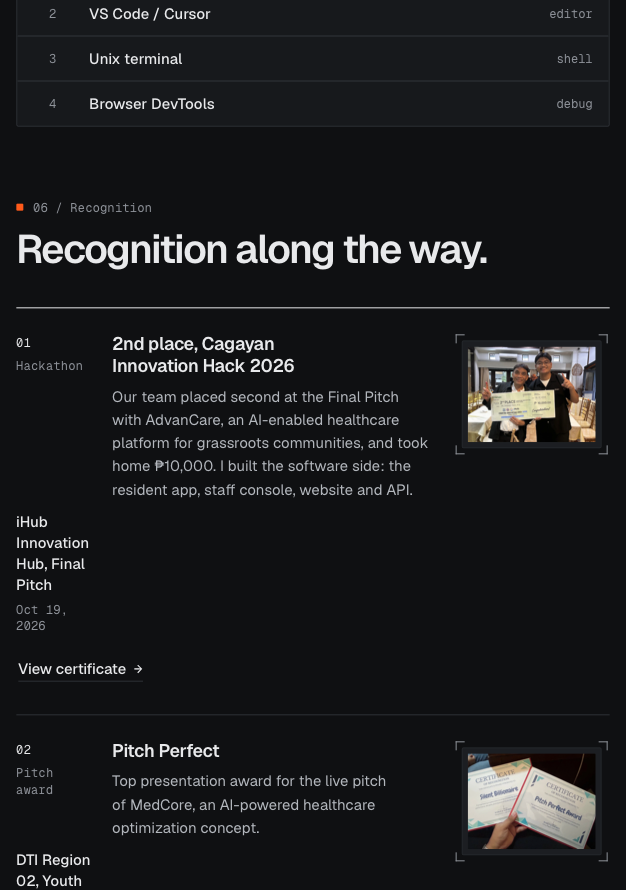 2 VS Code / Cursor editor
3 Unix terminal shell
4 Browser DevTools debug
06 / Recognition
Recognition along the way.
01
Hackathon
2nd place, Cagayan
Innovation Hack 2026
Our team placed second at the Final Pitch
with AdvanCare, an AI-enabled healthcare
platform for grassroots communities, and took
home ₱10,000. I built the software side: the
resident app, staff console, website and API.
iHub
Innovation
Hub, Final
Pitch
Oct 19,
2026
View certificate →
02
Pitch
award
Pitch Perfect
Top presentation award for the live pitch
of MedCore, an AI-powered healthcare
optimization concept.
CERTIFICATE
CERTIFICATE
Pitch Perfect Award
DTI Region
02, Youth